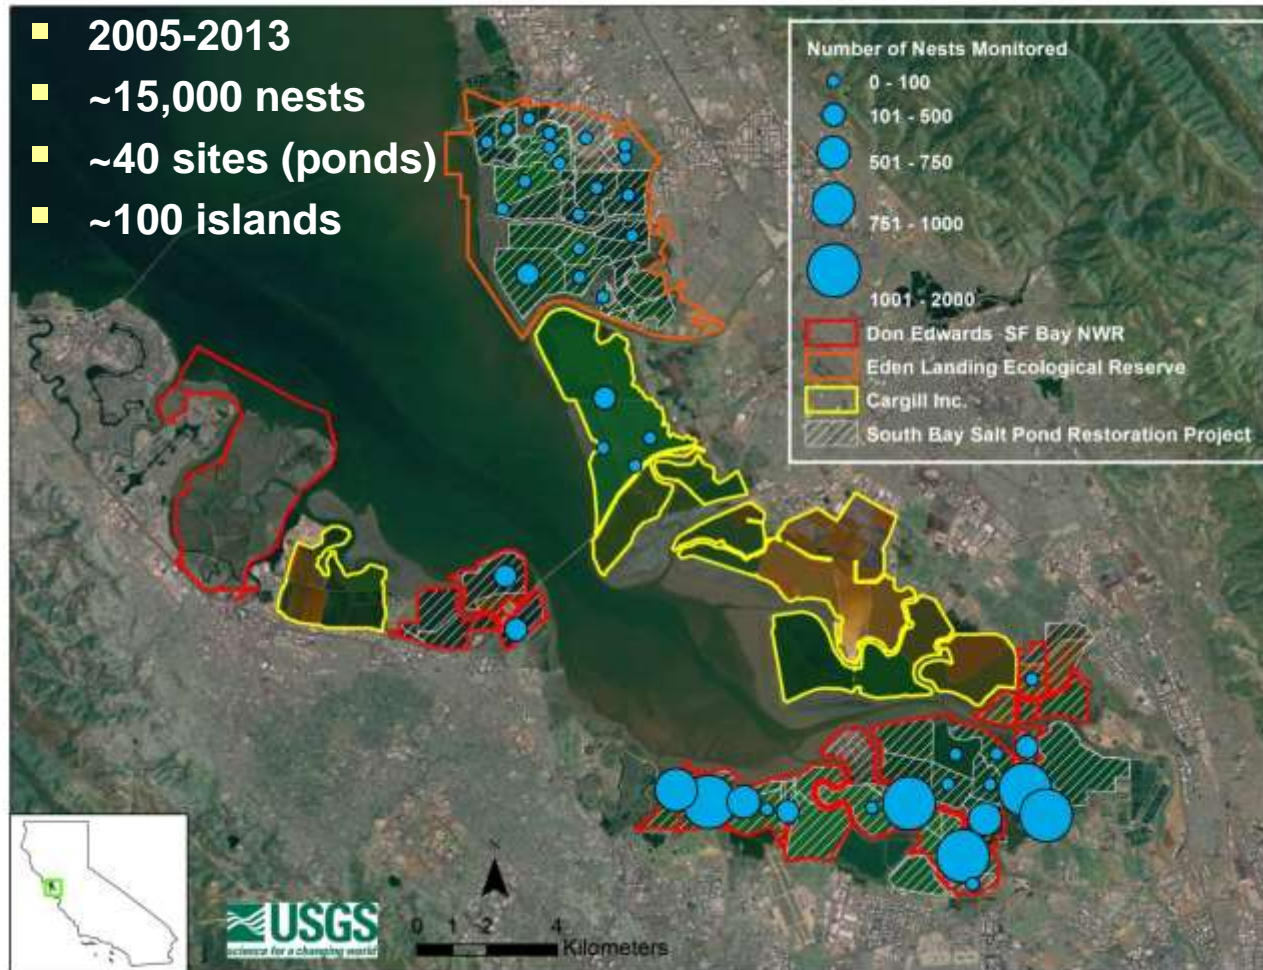 ▪ 2005-2013
▪ ~15,000 nests
▪ ~40 sites (ponds)
▪ ~100 islands
Number of Nests Monitored
0 - 100
101 - 500
501 - 750
751 - 1000
1001 - 2000
Don Edwards SF Bay NWR
Eden Landing Ecological Reserve
Cargill Inc.
South Bay Salt Pond Restoration Project
N
USGS
science for a changing world
0 1 2 4
Kilometers